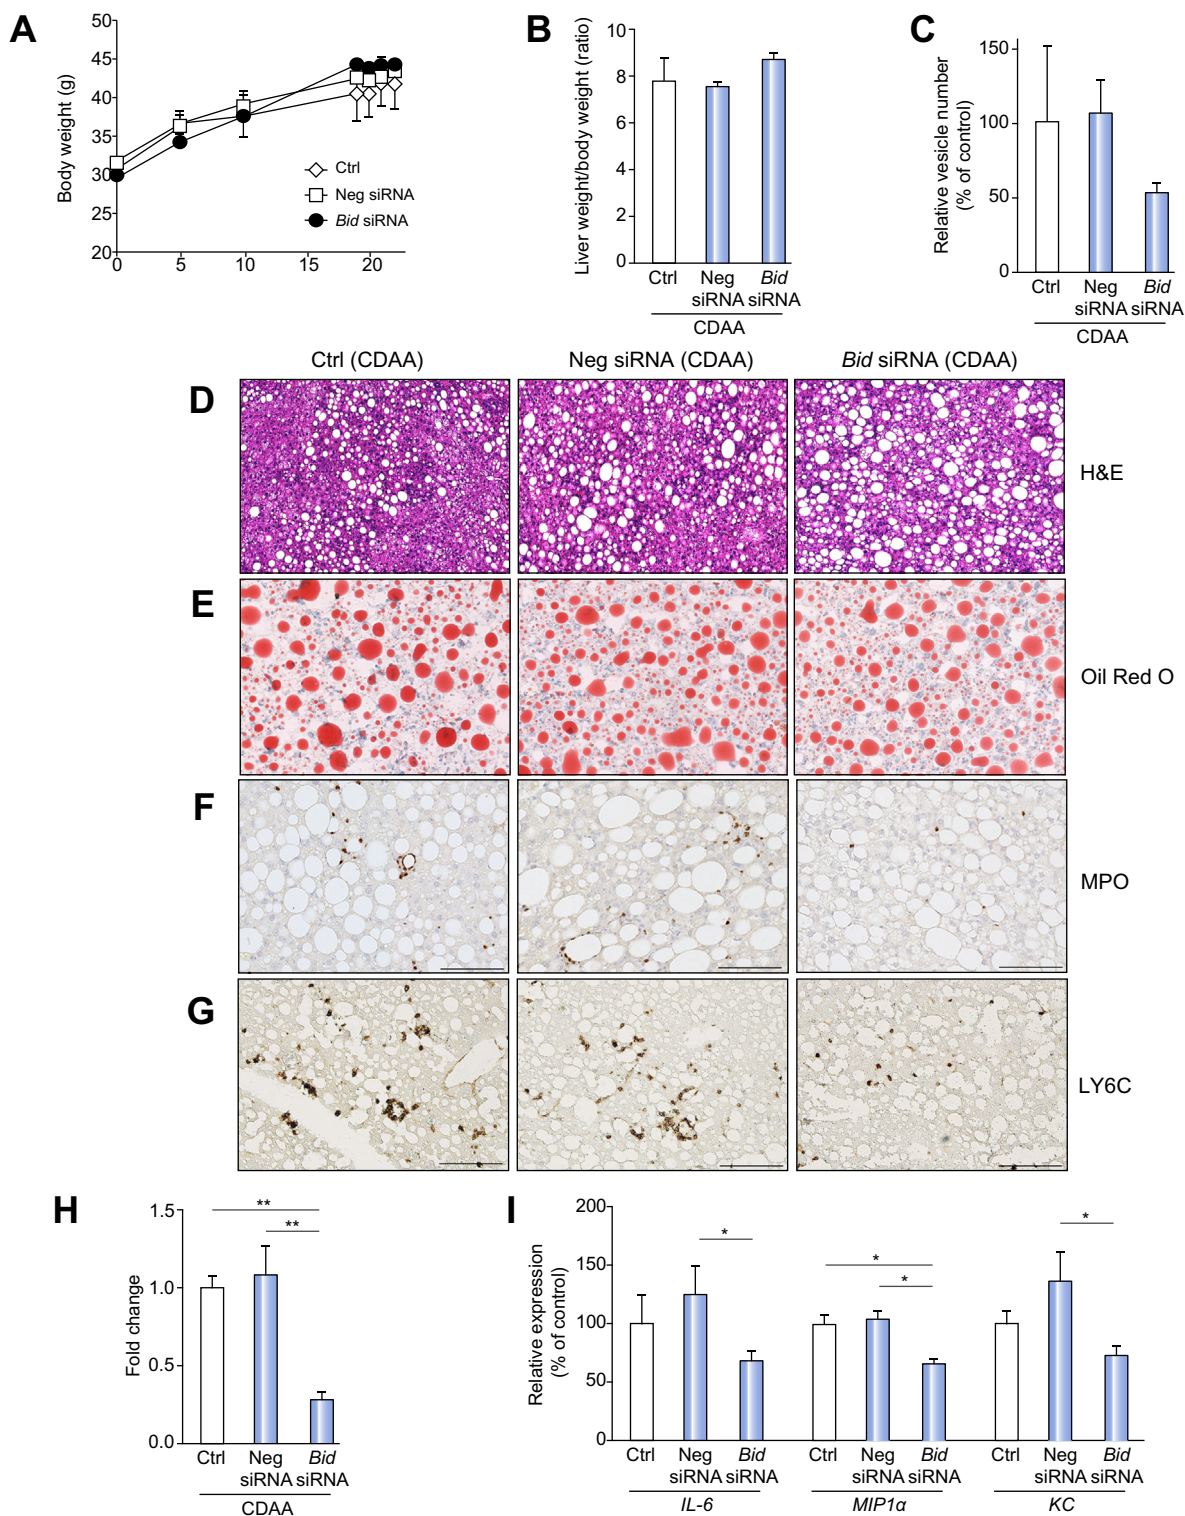 A
Body weight (g)
50
45
40
35
30
25
20
0 5 10 15 20
Ctrl
Neg siRNA
Bid siRNA
B
Liver weight/body weight (ratio)
10
8
6
4
2
0
Ctrl Neg siRNA Bid siRNA
CDAA
C
Relative vesicle number
(% of control)
150
100
50
0
Ctrl Neg siRNA Bid siRNA
CDAA
Ctrl (CDAA) Neg siRNA (CDAA) Bid siRNA (CDAA)
D
H&E
E
Oil Red O
F
MPO
G
LY6C
H
Fold change
1.5
1.0
0.5
0.0
**
**
Ctrl Neg siRNA Bid siRNA
CDAA
I
Relative expression
(% of control)
200
150
100
50
0
*
*
*
*
Ctrl Neg siRNA Bid siRNA Ctrl Neg siRNA Bid siRNA Ctrl Neg siRNA Bid siRNA
IL-6 MIP1α KC